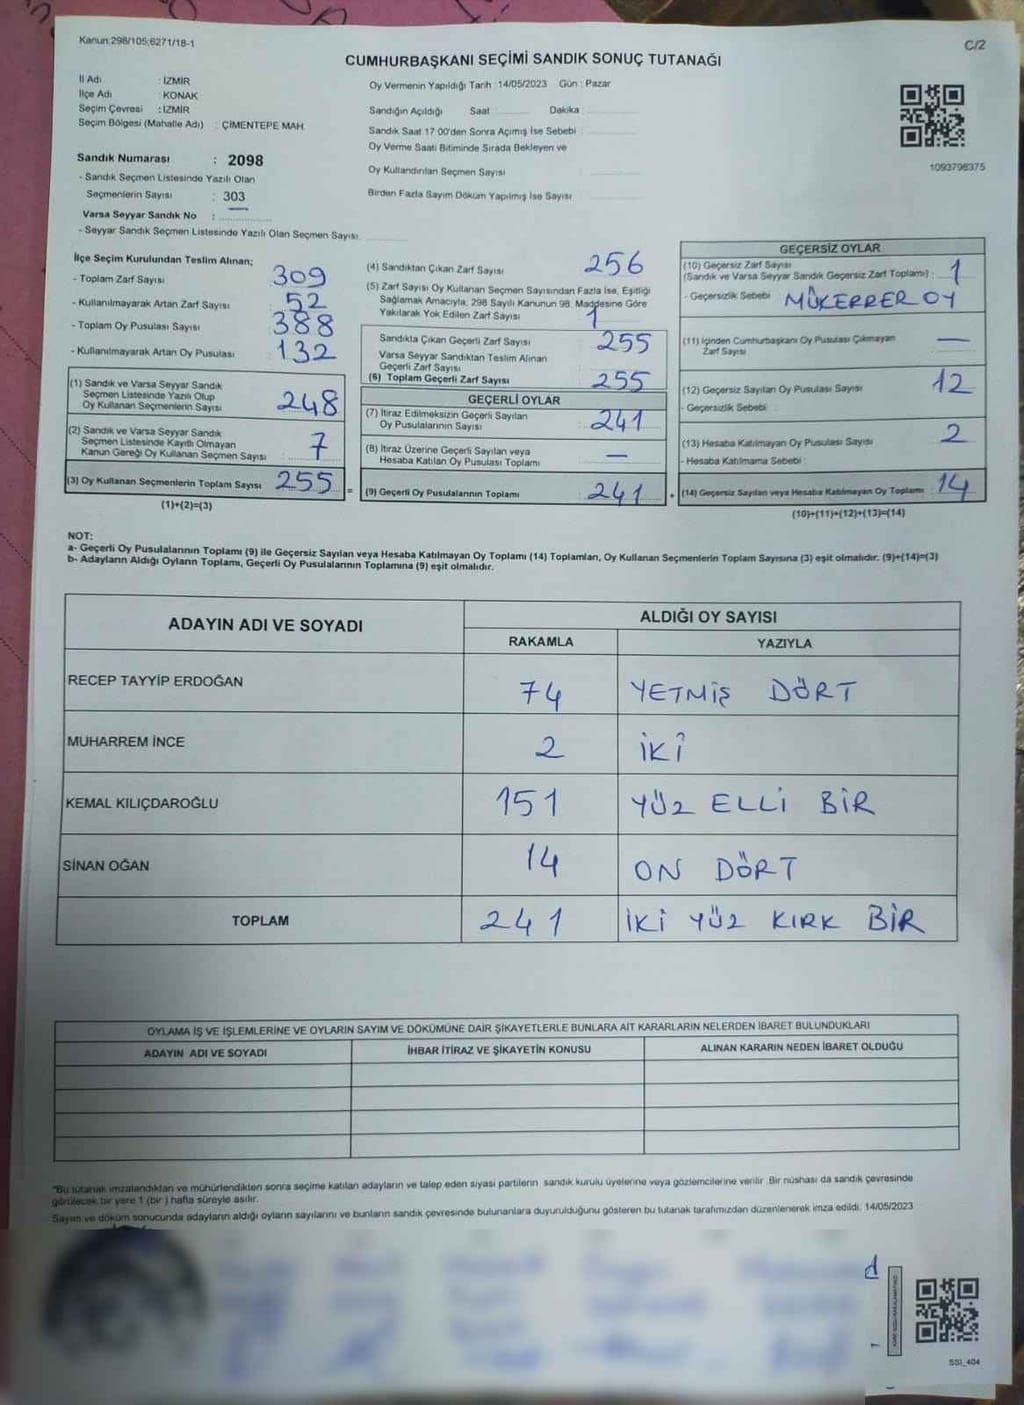 Kanun:298/105;6271/18-1
C/2
CUMHURBAŞKANI SEÇİMİ SANDIK SONUÇ TUTANAĞI
İl Adı : İZMİR
İlçe Adı : KONAK
Seçim Çevresi : İZMİR
Seçim Bölgesi (Mahalle Adı) : ÇİMENTEPE MAH.
Sandık Numarası : 2098
- Sandık Seçmen Listesinde Yazılı Olan
Seçmenlerin Sayısı : 303
Varsa Seyyar Sandık No :
- Seyyar Sandık Seçmen Listesinde Yazılı Olan Seçmen Sayısı:
Oy Vermenin Yapıldığı Tarih : 14/05/2023 Gün : Pazar
Sandığın Açıldığı Saat Dakika :
Sandık Saat 17:00'den Sonra Açımış İse Sebebi :
Oy Verme Saati Bitiminde Sırada Bekleyen ve
Oy Kullandırılan Seçmen Sayısı :
Birden Fazla Sayım Döküm Yapılmış İse Sayısı
1093798375
İlçe Seçim Kurulundan Teslim Alınan;
- Toplam Zarf Sayısı 309
- Kullanılmayarak Artan Zarf Sayısı : 52
- Toplam Oy Pusulası Sayısı 388
- Kullanılmayarak Artan Oy Pusulası : 132
(1) Sandık ve Varsa Seyyar Sandık
Seçmen Listesinde Yazılı Olup
Oy Kullanan Seçmenlerin Sayısı : 248
(2) Sandık ve Varsa Seyyar Sandık
Seçmen Listesinde Kayıtlı Olmayan
Kanun Gereği Oy Kullanan Seçmen Sayısı : 7
(3) Oy Kullanan Seçmenlerin Toplam Sayısı : 255 =
(1)+(2)=(3)
(4) Sandıktan Çıkan Zarf Sayısı 256
(5) Zarf Sayısı Oy Kullanan Seçmen Sayısından Fazla İse, Eşitliği
Sağlamak Amacıyla, 298 Sayılı Kanunun 98. Maddesine Göre
Yakılarak Yok Edilen Zarf Sayısı 1
Sandıkta Çıkan Geçerli Zarf Sayısı : 255
Varsa Seyyar Sandıktan Teslim Alınan
Geçerli Zarf Sayısı
(6) Toplam Geçerli Zarf Sayısı : 255
GEÇERLİ OYLAR
(7) İtiraz Edilmeksizin Geçerli Sayılan
Oy Pusulalarının Sayısı : 241
(8) İtiraz Üzerine Geçerli Sayılan veya
Hesaba Katılan Oy Pusulası Toplamı : —
(9) Geçerli Oy Pusulalarının Toplamı : 241 +
GEÇERSİZ OYLAR
(10) Geçersiz Zarf Sayısı
(Sandık ve Varsa Seyyar Sandık Geçersiz Zarf Toplamı) : 1
- Geçersizlik Sebebi : MÜKERRER OY
(11) İçinden Cumhurbaşkanı Oy Pusulası Çıkmayan
Zarf Sayısı : —
(12) Geçersiz Sayılan Oy Pusulası Sayısı : 12
- Geçersizlik Sebebi :
(13) Hesaba Katılmayan Oy Pusulası Sayısı : 2
- Hesaba Katılmama Sebebi :
(14) Geçersiz Sayılan veya Hesaba Katılmayan Oy Toplamı : 14
(10)+(11)+(12)+(13)=(14)
NOT:
a- Geçerli Oy Pusulalarının Toplamı (9) ile Geçersiz Sayılan veya Hesaba Katılmayan Oy Toplamı (14) Toplamları, Oy Kullanan Seçmenlerin Toplam Sayısına (3) eşit olmalıdır. (9)+(14)=(3)
b- Adayların Aldığı Oyların Toplamı, Geçerli Oy Pusulalarının Toplamına (9) eşit olmalıdır.
ADAYIN ADI VE SOYADI ALDIĞI OY SAYISI
RAKAMLA YAZIYLA
RECEP TAYYİP ERDOĞAN 74 YETMİŞ DÖRT
MUHARREM İNCE 2 İKİ
KEMAL KILIÇDAROĞLU 151 YÜZ ELLİ BİR
SİNAN OĞAN 14 ON DÖRT
TOPLAM 241 İKİ YÜZ KIRK BİR
OYLAMA İŞ VE İŞLEMLERİNE VE OYLARIN SAYIM VE DÖKÜMÜNE DAİR ŞİKAYETLERLE BUNLARA AİT KARARLARIN NELERDEN İBARET BULUNDUKLARI
ADAYIN ADI VE SOYADI İHBAR İTİRAZ VE ŞİKAYETİN KONUSU ALINAN KARARIN NEDEN İBARET OLDUĞU
"Bu tutanak imzalandıktan ve mühürlendikten sonra seçime katılan adayların ve talep eden siyasi partilerin sandık kurulu üyelerine veya gözlemcilerine verilir. Bir nüshası da sandık çevresinde
görülecek bir yere 1 (bir) hafta süreyle asılır.
Sayım ve döküm sonucunda adayların aldığı oyların sayılarını ve bunların sandık çevresinde bulunanlara duyurulduğunu gösteren bu tutanak tarafımızdan düzenlenerek imza edildi. 14/05/2023
SSI_404